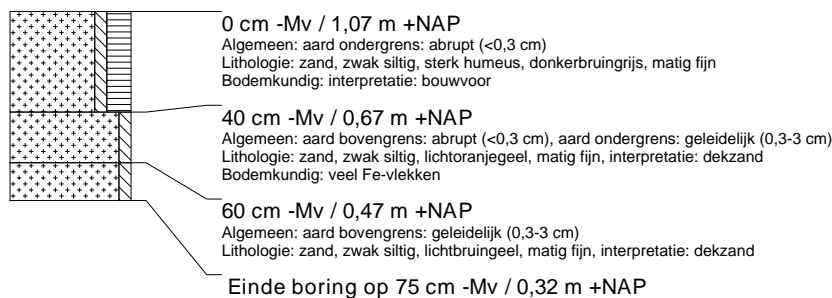 0 cm -Mv / 1,07 m +NAP
Algemeen: aard ondergrens: abrupt (<0,3 cm)
Lithologie: zand, zwak siltig, sterk humeus, donkerbruingrijs, matig fijn
Bodemkundig: interpretatie: bouwvoor
40 cm -Mv / 0,67 m +NAP
Algemeen: aard bovengrens: abrupt (<0,3 cm), aard ondergrens: geleidelijk (0,3-3 cm)
Lithologie: zand, zwak siltig, lichtoranjegeel, matig fijn, interpretatie: dekzand
Bodemkundig: veel Fe-vlekken
60 cm -Mv / 0,47 m +NAP
Algemeen: aard bovengrens: geleidelijk (0,3-3 cm)
Lithologie: zand, zwak siltig, lichtbruingeel, matig fijn, interpretatie: dekzand
Einde boring op 75 cm -Mv / 0,32 m +NAP